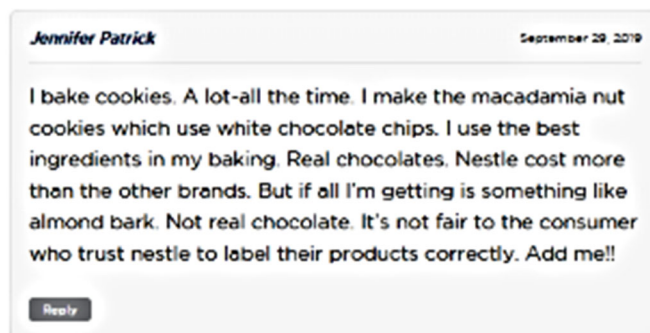 Jennifer Patrick
September 29, 2019
I bake cookies. A lot-all the time. I make the macadamia nut
cookies which use white chocolate chips. I use the best
ingredients in my baking. Real chocolates. Nestle cost more
than the other brands. But if all I'm getting is something like
almond bark. Not real chocolate. It's not fair to the consumer
who trust nestle to label their products correctly. Add me!!
Reply